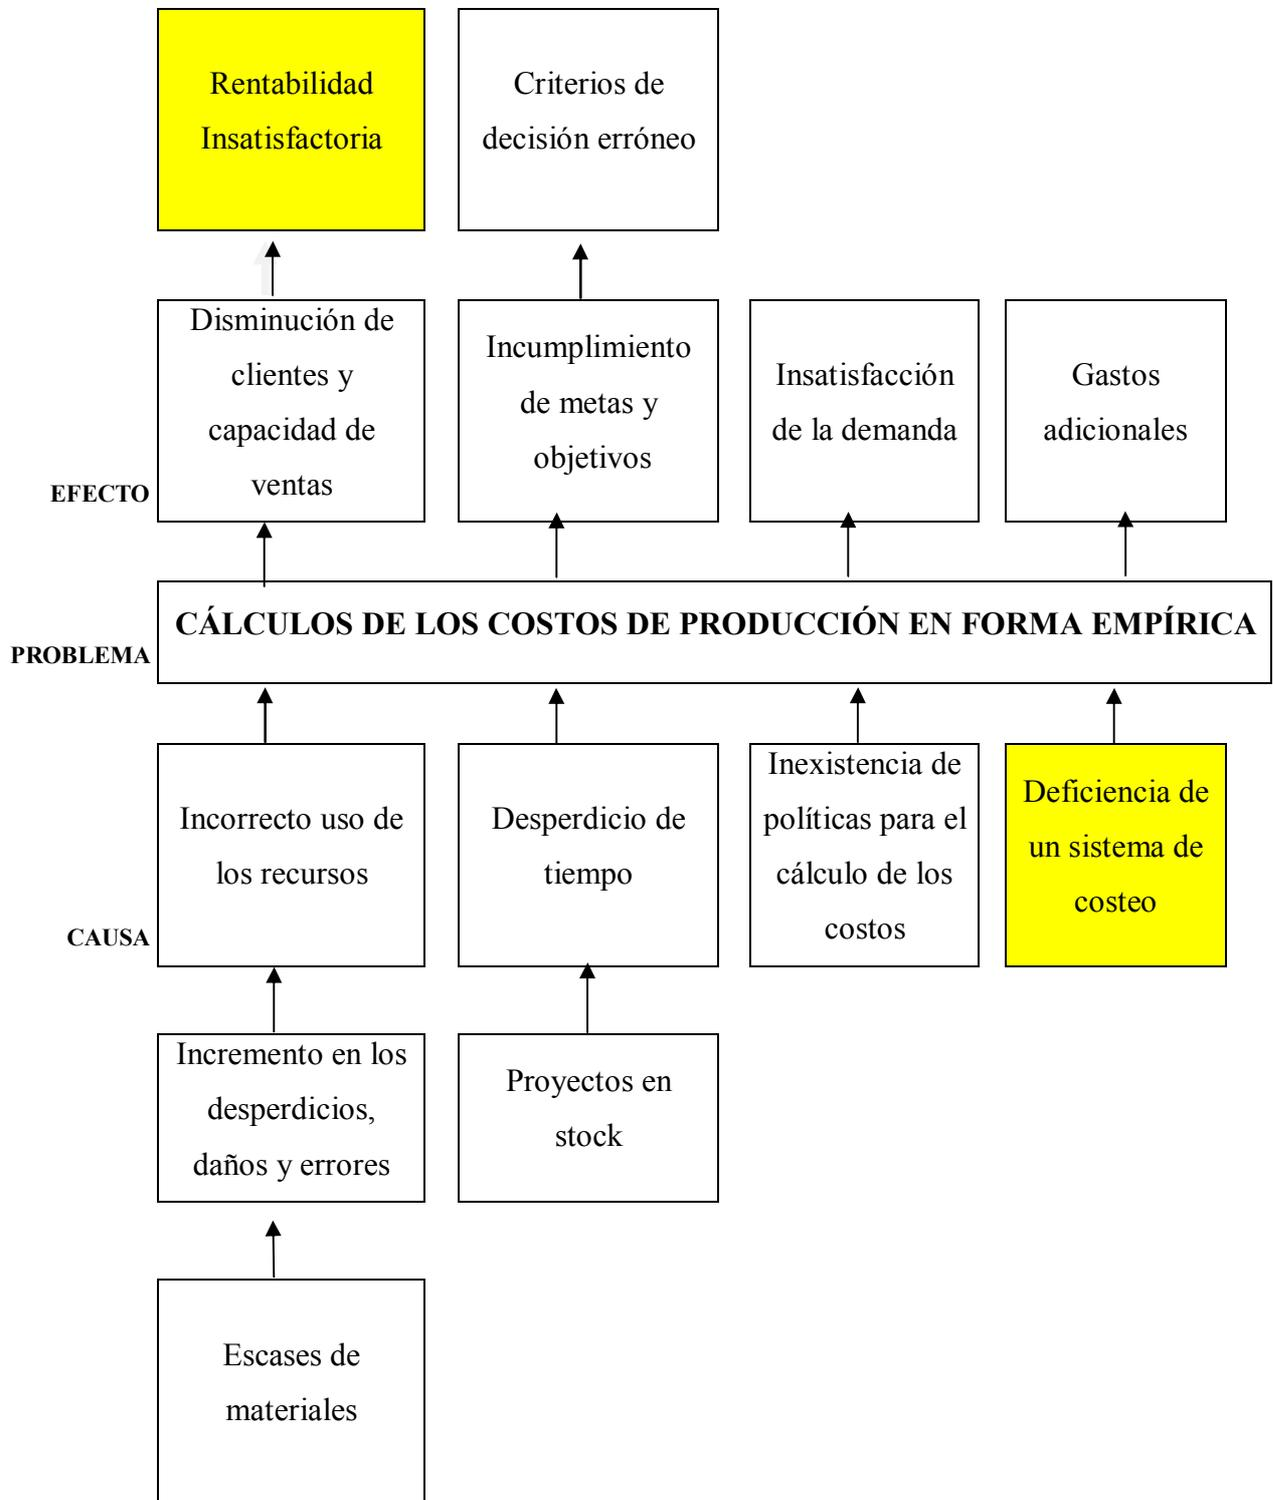 Rentabilidad
Insatisfactoria
Criterios de
decisión erróneo
Disminución de
clientes y
capacidad de
ventas
Incumplimiento
de metas y
objetivos
Insatisfacción
de la demanda
Gastos
adicionales
EFECTO
CÁLCULOS DE LOS COSTOS DE PRODUCCIÓN EN FORMA EMPÍRICA
PROBLEMA
Incorrecto uso de
los recursos
Desperdicio de
tiempo
Inexistencia de
políticas para el
cálculo de los
costos
Deficiencia de
un sistema de
costeo
CAUSA
Incremento en los
desperdicios,
daños y errores
Proyectos en
stock
Escases de
materiales